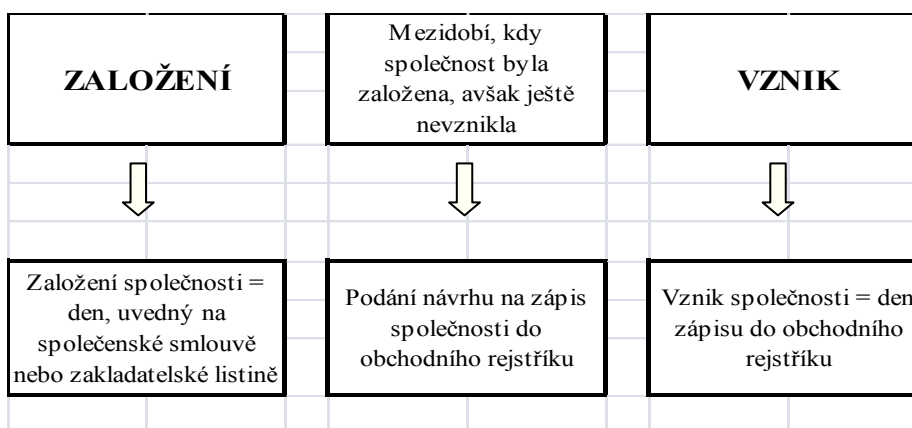 ZALOŽENÍ
Mezidobí, kdy
společnost byla
založena, avšak ještě
nevznikla
VZNIK
Založení společnosti =
den, uvedný na
společenské smlouvě
nebo zakladatelské listině
Podání návrhu na zápis
společnosti do
obchodního rejstříku
Vznik společnosti = den
zápisu do obchodního
rejstříku